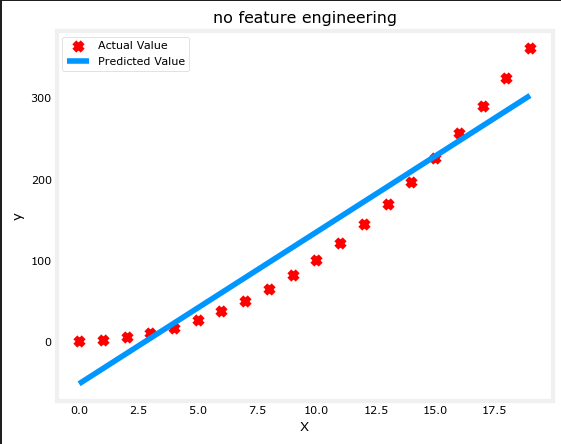 no feature engineering
Actual Value
Predicted Value
300
200
100
0
y
0.0 2.5 5.0 7.5 10.0 12.5 15.0 17.5
X